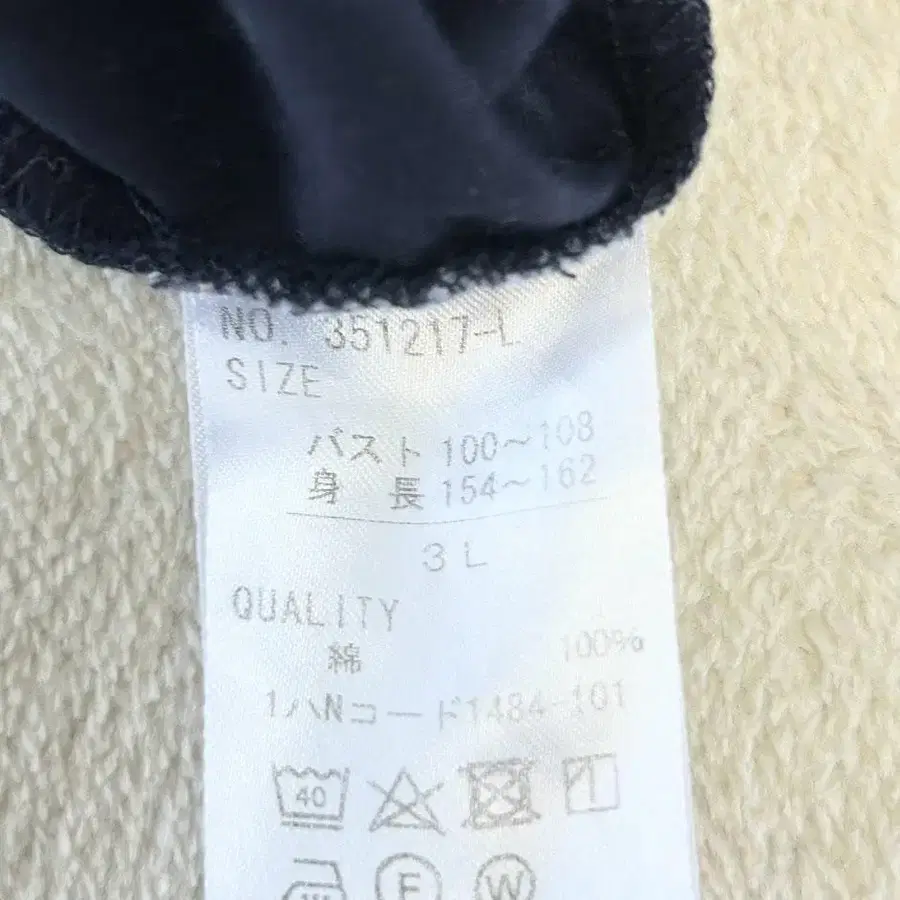 NO. 351217-L
SIZE
バスト 100～108
身 長 154～162
3L
QUALITY
綿 100%
1ハNコード1484-101
40
F W